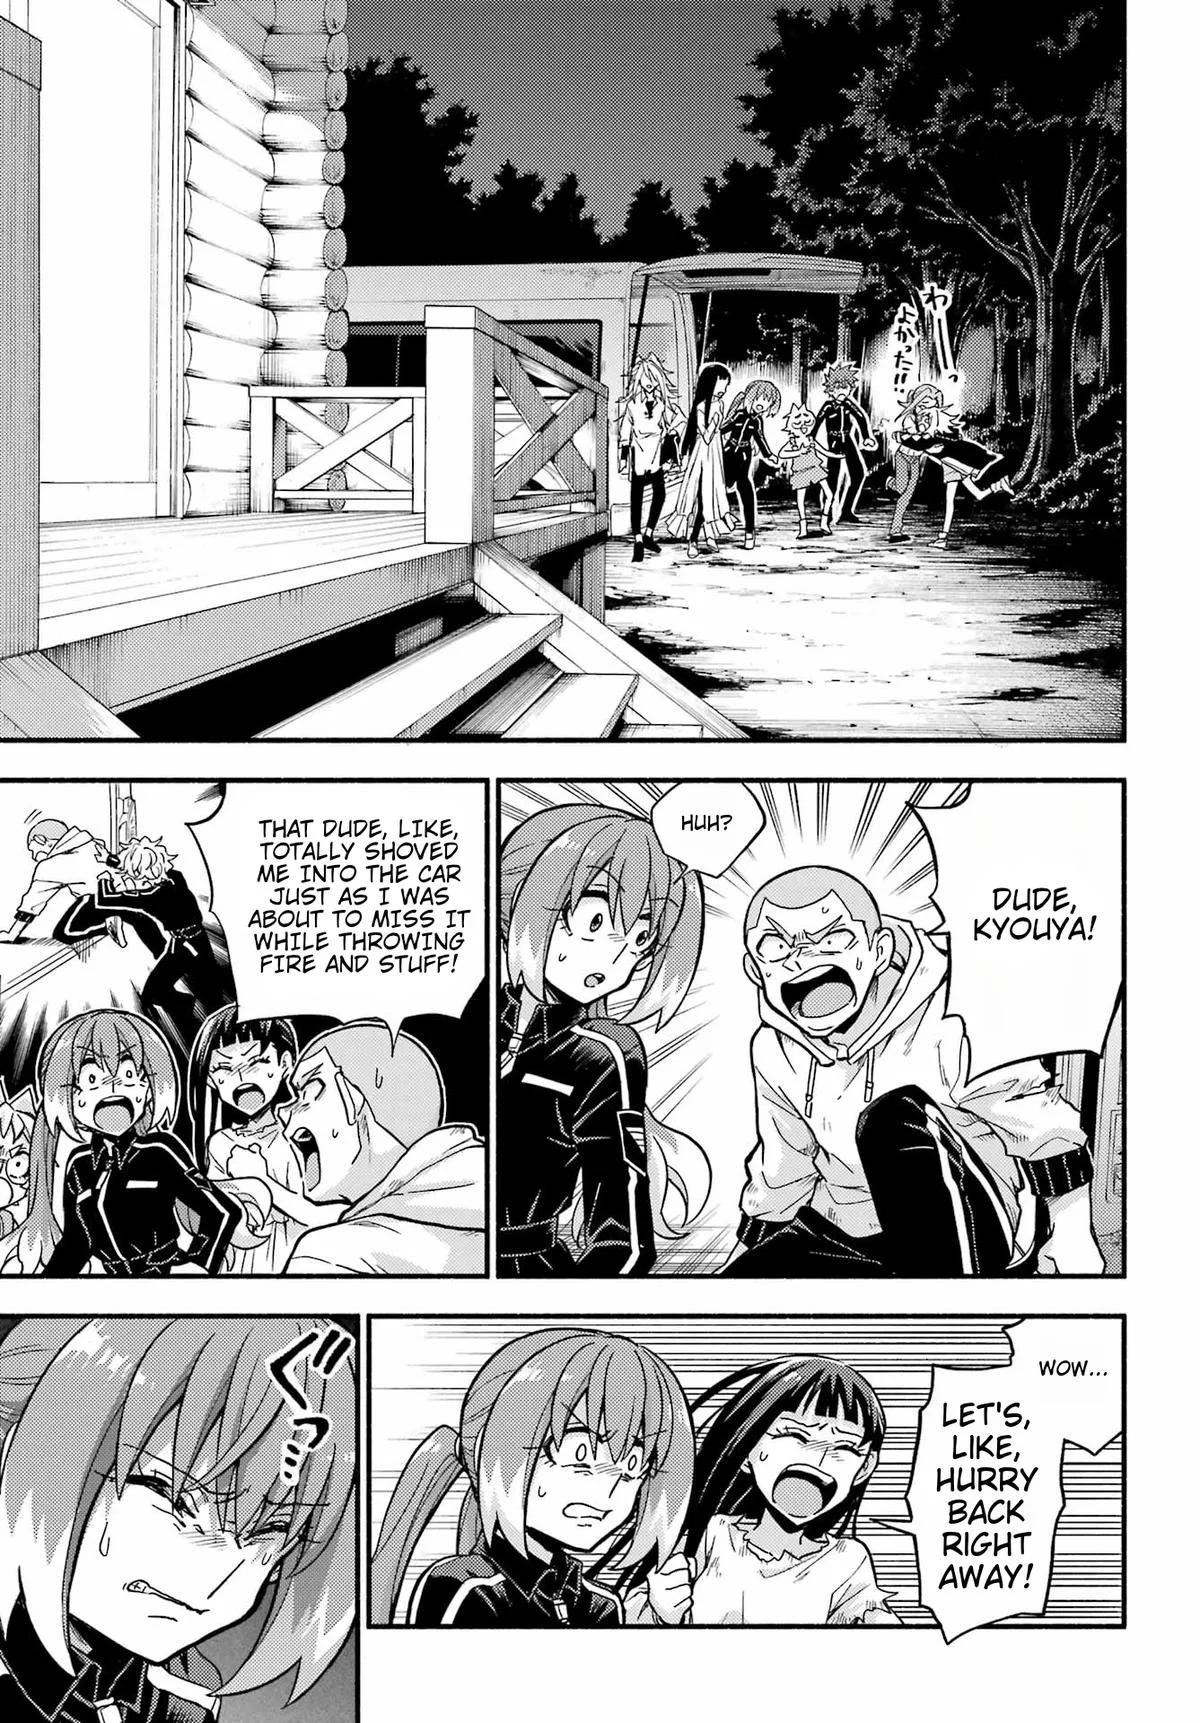 わーっ
よかった!!
DUDE,
KYOUYA!
HUH?
THAT DUDE, LIKE,
TOTALLY SHOVED
ME INTO THE CAR
JUST AS I WAS
ABOUT TO MISS IT
WHILE THROWING
FIRE AND STUFF!
WOW...
LET'S,
LIKE,
HURRY
BACK
RIGHT
AWAY!
ぐっ...